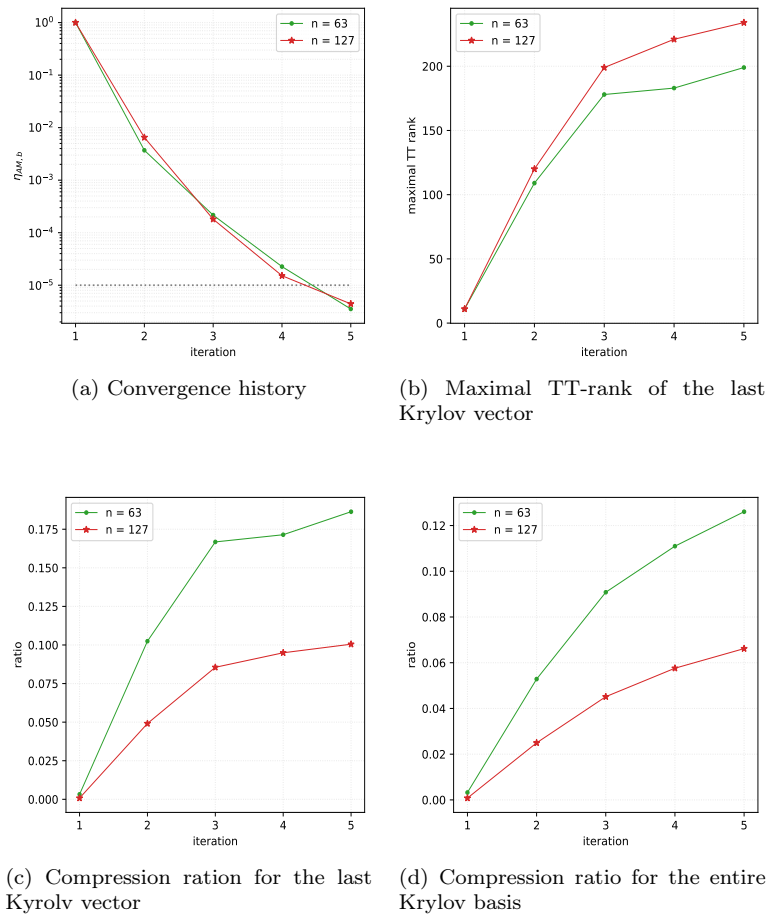 10⁰
10⁻¹
10⁻²
10⁻³
10⁻⁴
10⁻⁵
η_{AM,b}
n = 63
n = 127
1 2 3 4 5
iteration
(a) Convergence history
200
150
100
50
0
maximal TT rank
n = 63
n = 127
1 2 3 4 5
iteration
(b) Maximal TT-rank of the last
Krylov vector
0.175
0.150
0.125
0.100
0.075
0.050
0.025
0.000
ratio
n = 63
n = 127
1 2 3 4 5
iteration
(c) Compression ration for the last
Kyrolv vector
0.12
0.10
0.08
0.06
0.04
0.02
0.00
ratio
n = 63
n = 127
1 2 3 4 5
iteration
(d) Compression ratio for the entire
Krylov basis